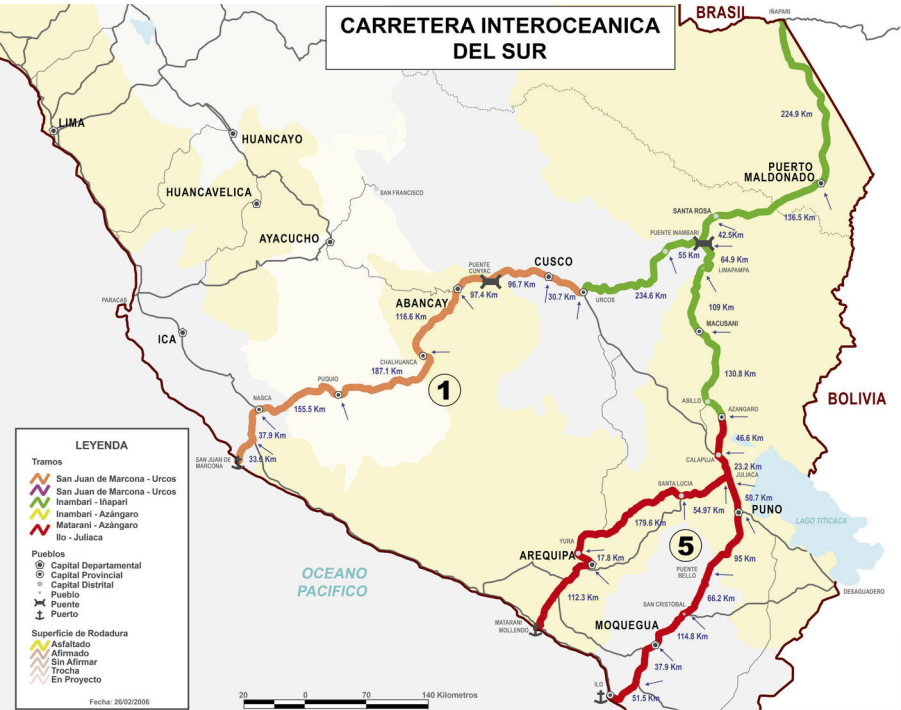 CARRETERA INTEROCEANICA
DEL SUR
BRASIL
IÑAPARI
LIMA
HUANCAYO
HUANCAVELICA
SAN FRANCISCO
AYACUCHO
224.9 Km
PUERTO
MALDONADO
136.5 Km
SANTA ROSA
42.5Km
PUENTE INAMBARI
55 Km
64.9 Km
LIMAPAMPA
PUENTE
CUNYAC
CUSCO
96.7 Km
97.4 Km
30.7 Km
URCOS
234.6 Km
ABANCAY
116.6 Km
109 Km
MACUSANI
PARACAS
ICA
CHALHUANCA
187.1 Km
PUQUIO
1
130.8 Km
NASCA
155.5 Km
ASILLO
AZANGARO
BOLIVIA
37.9 Km
33.6 Km
SAN JUAN DE
MARCONA
46.6 Km
CALAPUJA
23.2 Km
JULIACA
SANTA LUCIA
54.97 Km
50.7 Km
PUNO
LAGO TITICACA
179.6 Km
YURA
AREQUIPA
17.8 Km
5
95 Km
PUENTE
BELLO
DESAGUADERO
OCEANO
PACIFICO
112.3 Km
66.2 Km
SAN CRISTOBAL
MATARANI
MOLLENDO
MOQUEGUA
114.8 Km
37.9 Km
ILO
51.5 Km
LEYENDA
Tramos
San Juan de Marcona - Urcos
San Juan de Marcona - Urcos
Inambari - Iñapari
Inambari - Azángaro
Matarani - Azángaro
Ilo - Juliaca
Pueblos
Capital Departamental
Capital Provincial
Capital Distrital
Pueblo
Puente
Puerto
Superficie de Rodadura
Asfaltado
Afirmado
Sin Afirmar
Trocha
En Proyecto
Fecha: 26/02/2006
20 0 70 140 Kilometros